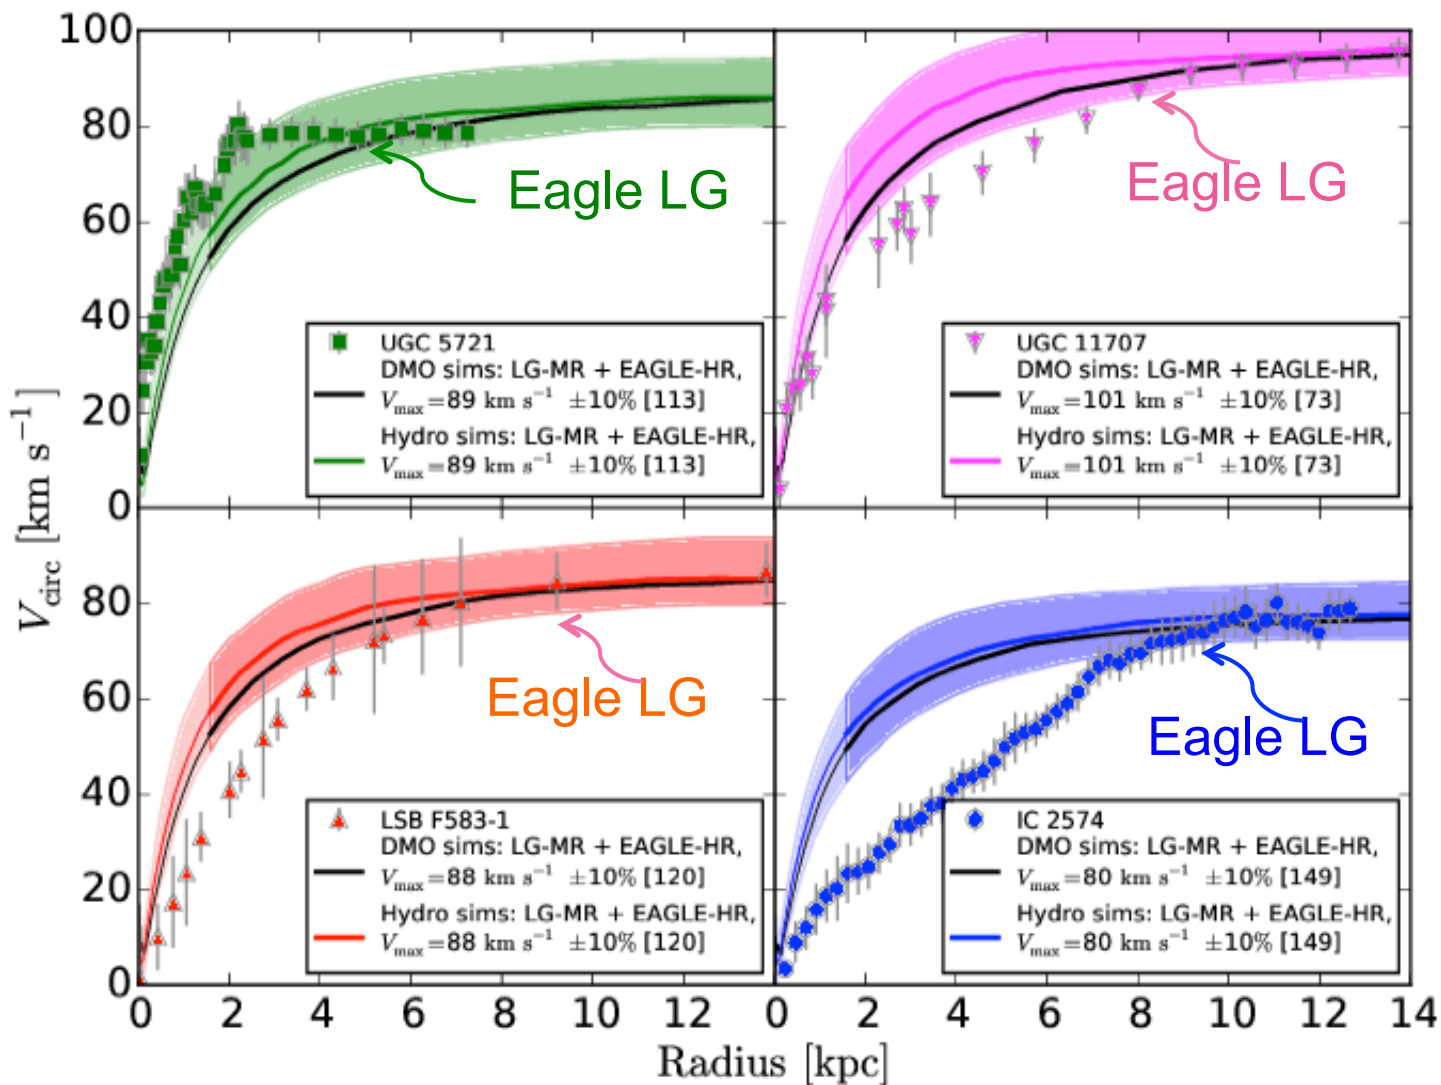 100
80
60
40
20
0
80
60
40
20
0
V_circ [km s⁻¹]
Eagle LG
UGC 5721
DMO sims: LG-MR + EAGLE-HR,
V_max=89 km s⁻¹ ±10% [113]
Hydro sims: LG-MR + EAGLE-HR,
V_max=89 km s⁻¹ ±10% [113]
Eagle LG
UGC 11707
DMO sims: LG-MR + EAGLE-HR,
V_max=101 km s⁻¹ ±10% [73]
Hydro sims: LG-MR + EAGLE-HR,
V_max=101 km s⁻¹ ±10% [73]
Eagle LG
LSB F583-1
DMO sims: LG-MR + EAGLE-HR,
V_max=88 km s⁻¹ ±10% [120]
Hydro sims: LG-MR + EAGLE-HR,
V_max=88 km s⁻¹ ±10% [120]
Eagle LG
IC 2574
DMO sims: LG-MR + EAGLE-HR,
V_max=80 km s⁻¹ ±10% [149]
Hydro sims: LG-MR + EAGLE-HR,
V_max=80 km s⁻¹ ±10% [149]
0 2 4 6 8 10 12 0 2 4 6 8 10 12 14
Radius [kpc]